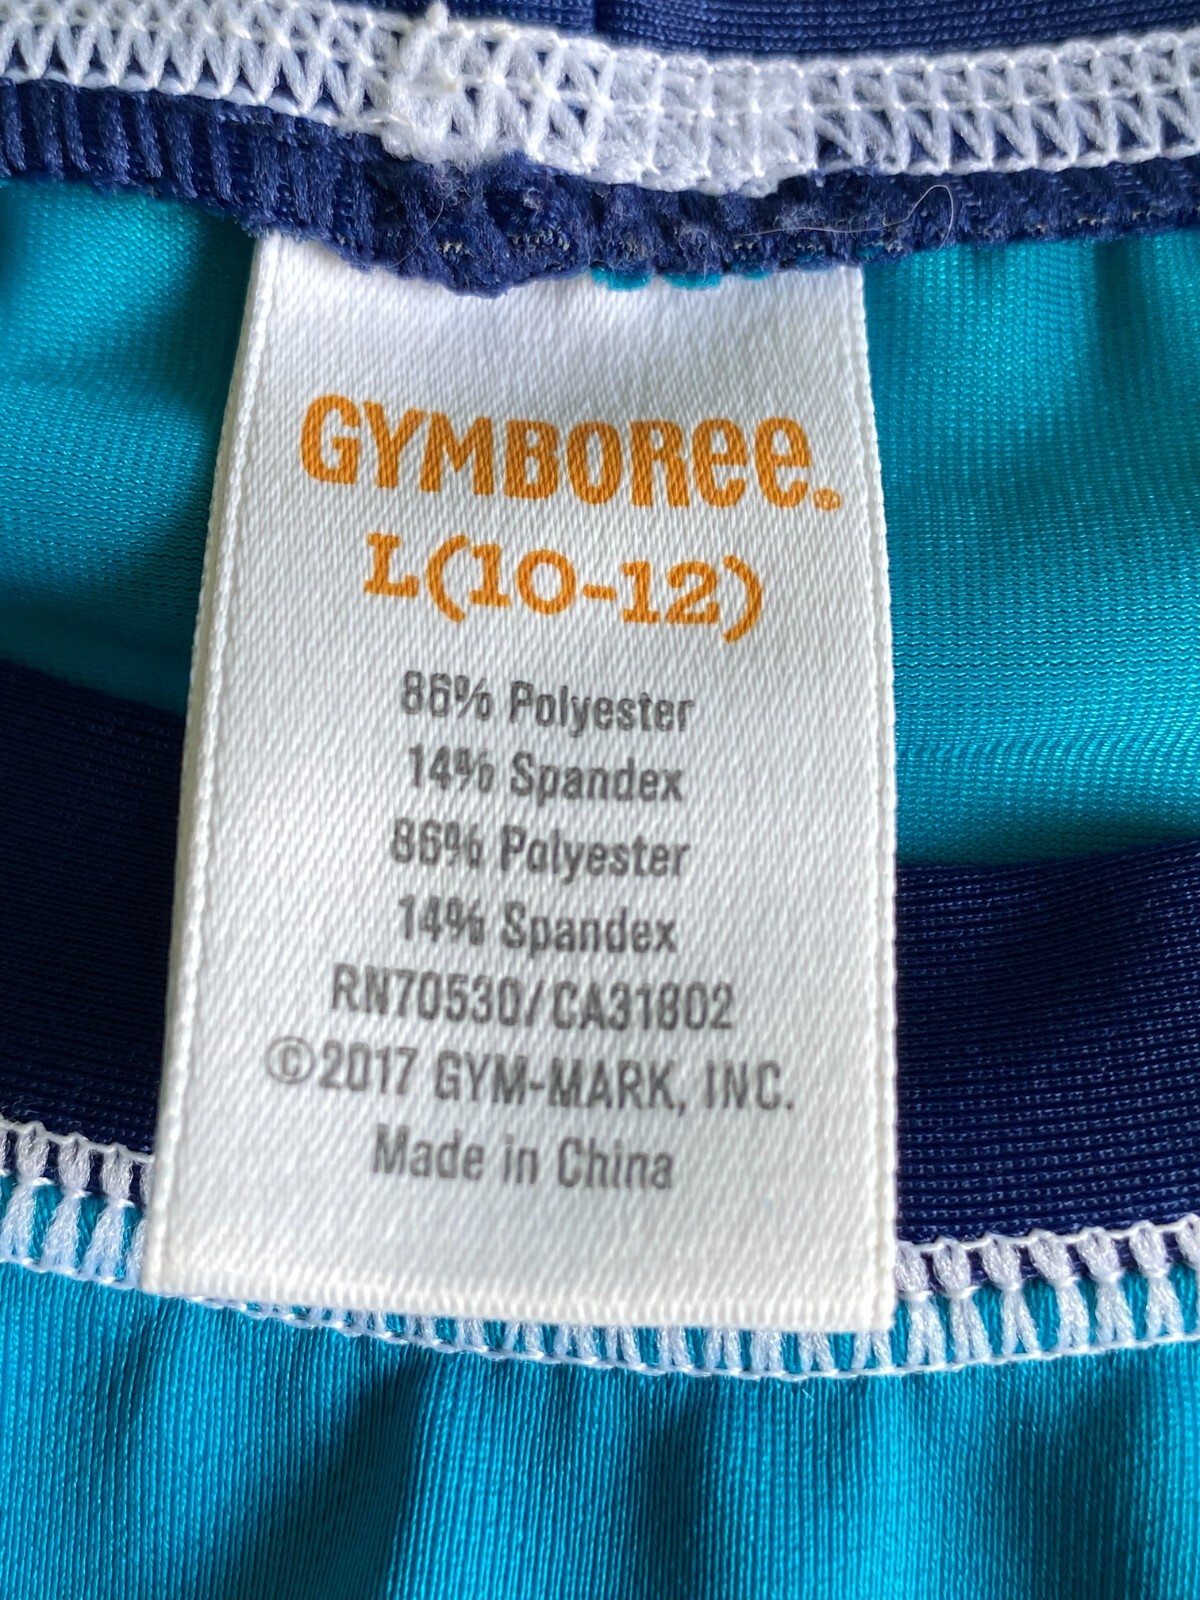 GYMBOREE®
L(10-12)
86% Polyester
14% Spandex
86% Polyester
14% Spandex
RN70530/CA31802
©2017 GYM-MARK, INC.
Made in China